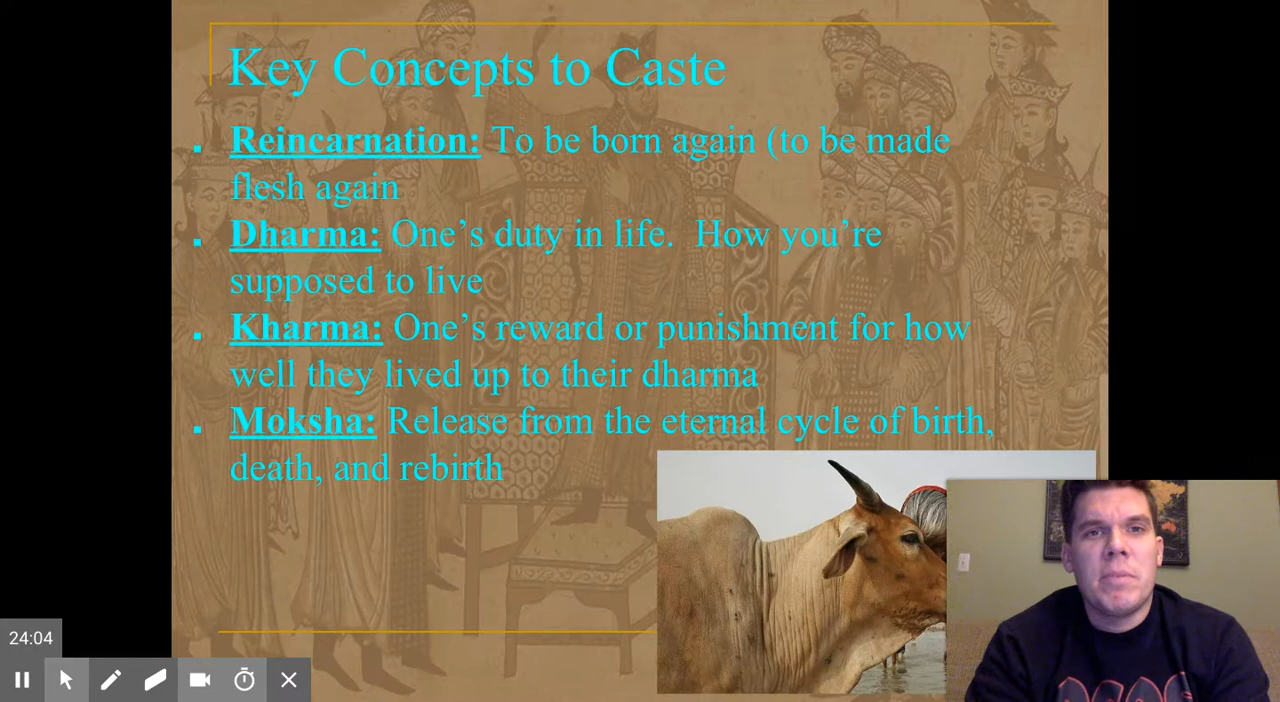 Key Concepts to Caste
Reincarnation: To be born again (to be made
flesh again
Dharma: One’s duty in life.  How you’re
supposed to live
Kharma: One’s reward or punishment for how
well they lived up to their dharma
Moksha: Release from the eternal cycle of birth,
death, and rebirth
24:04